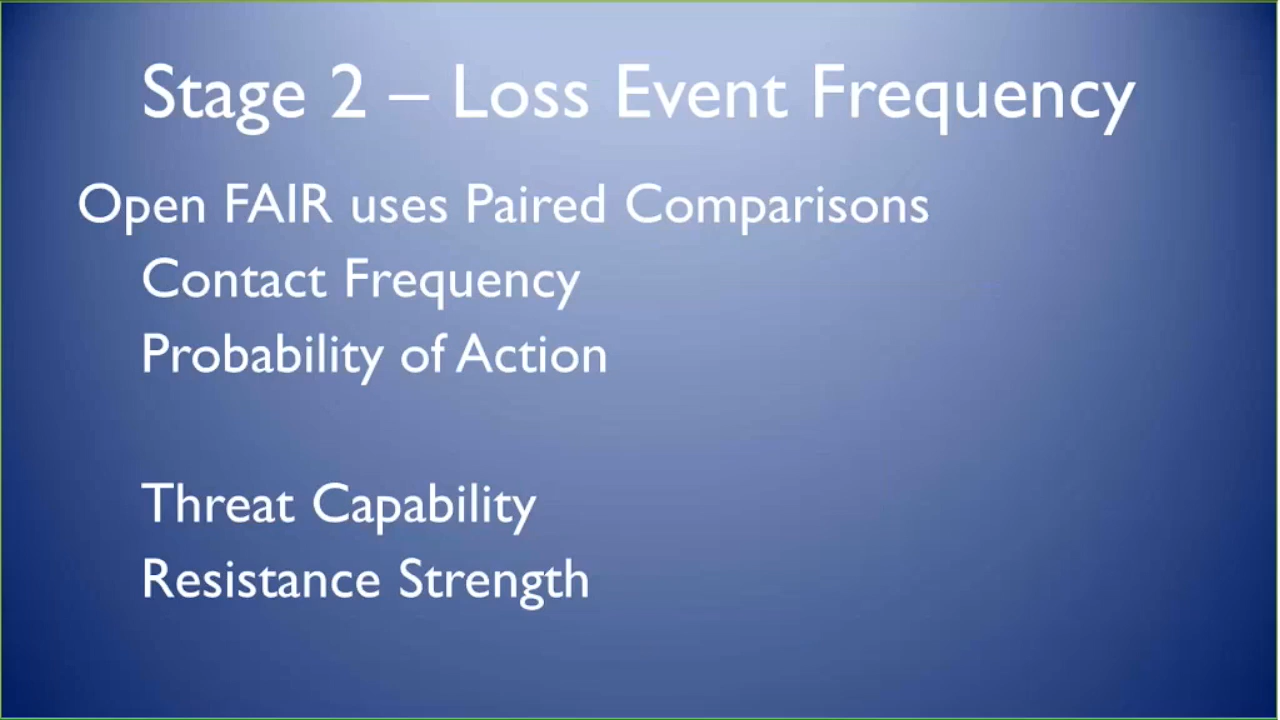 Stage 2 – Loss Event Frequency
Open FAIR uses Paired Comparisons
Contact Frequency
Probability of Action
Threat Capability
Resistance Strength